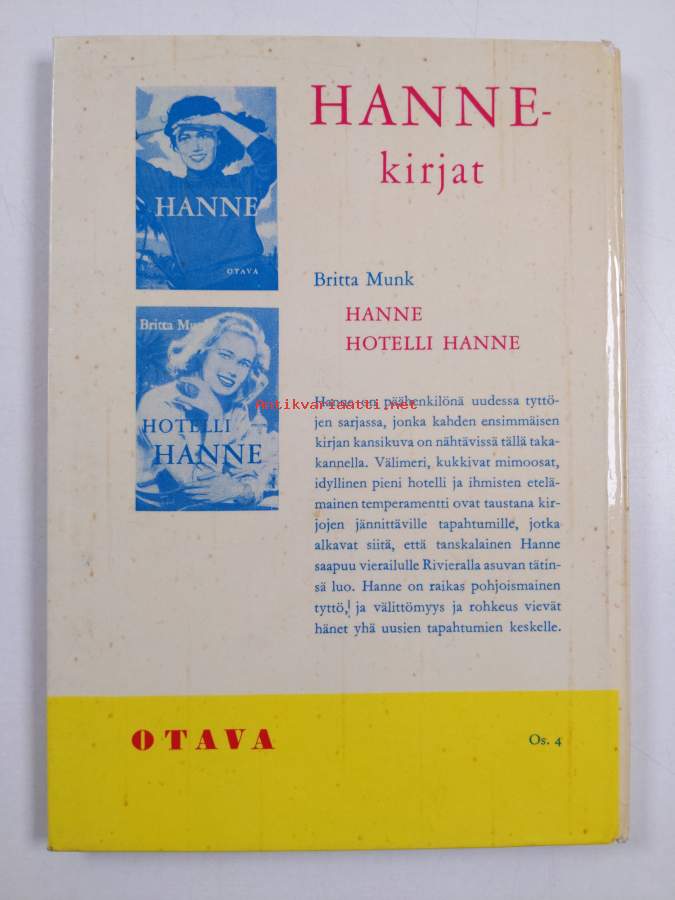 HANNE-
kirjat
HANNE
OTAVA
Britta Munk
HOTELLI
HANNE
Britta Munk
HANNE
HOTELLI HANNE
Antikvariaatti.net
Hanne on päähenkilönä uudessa tyttö-
jen sarjassa, jonka kahden ensimmäisen
kirjan kansikuva on nähtävissä tällä taka-
kannella. Välimeri, kukkivat mimoosat,
idyllinen pieni hotelli ja ihmisten etelä-
mainen temperamentti ovat taustana kir-
jojen jännittäville tapahtumille, jotka
alkavat siitä, että tanskalainen Hanne
saapuu vierailulle Rivieralla asuvan tätin-
sä luo. Hanne on raikas pohjoismainen
tyttö, ja välittömyys ja rohkeus vievät
hänet yhä uusien tapahtumien keskelle.
OTAVA
Os. 4